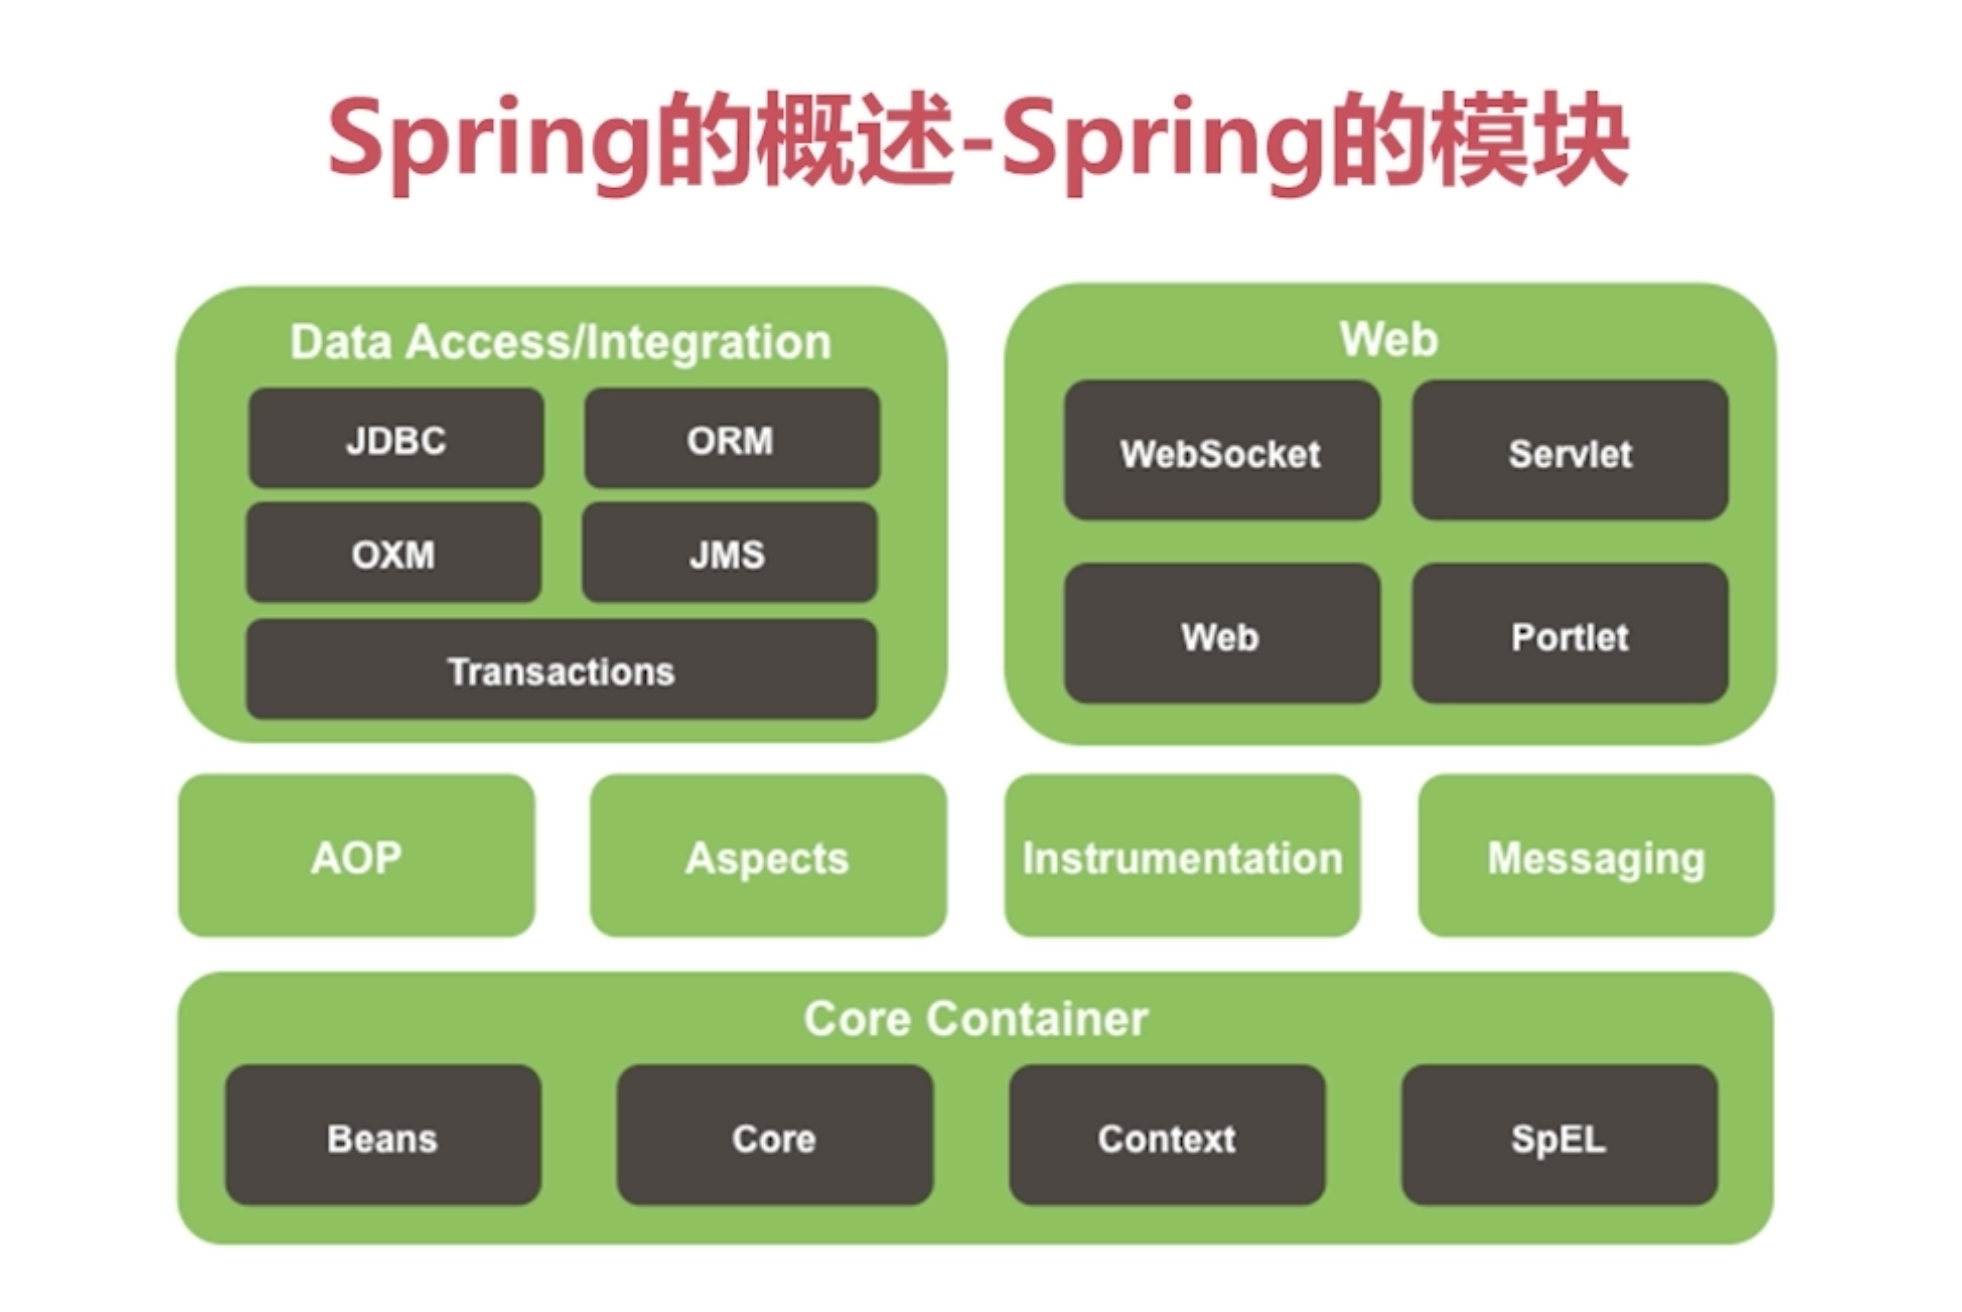 Spring的概述-Spring的模块
Data Access/Integration
JDBC
ORM
OXM
JMS
Transactions
Web
WebSocket
Servlet
Web
Portlet
AOP
Aspects
Instrumentation
Messaging
Core Container
Beans
Core
Context
SpEL